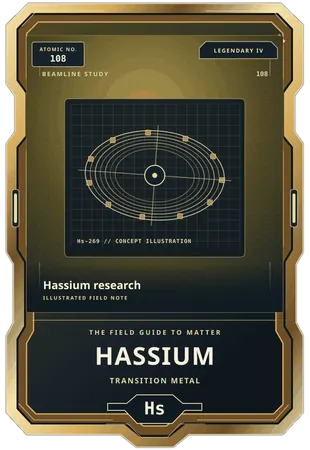 ATOMIC NO.
108
LEGENDARY IV
BEAMLINE STUDY
108
Hs-269 // CONCEPT ILLUSTRATION
Hassium research
ILLUSTRATED FIELD NOTE
THE FIELD GUIDE TO MATTER
HASSIUM
TRANSITION METAL
Hs